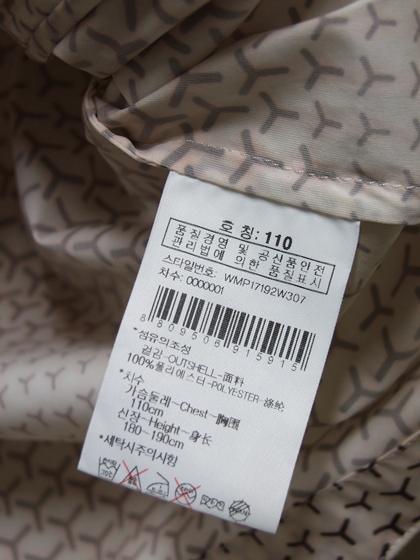 호 칭: 110
품질경영 및 공산품안전
관리법에 의한 품질표시
스타일번호: WMP17192W307
차수: 0000001
8809506915915
*섬유의조성
겉감-OUTSHELL-面料
100%폴리에스터-POLYESTER-涤纶
*치수
가슴둘레-Chest-胸围
110cm
신장-Height-身长
180~190cm
*세탁시주의사항